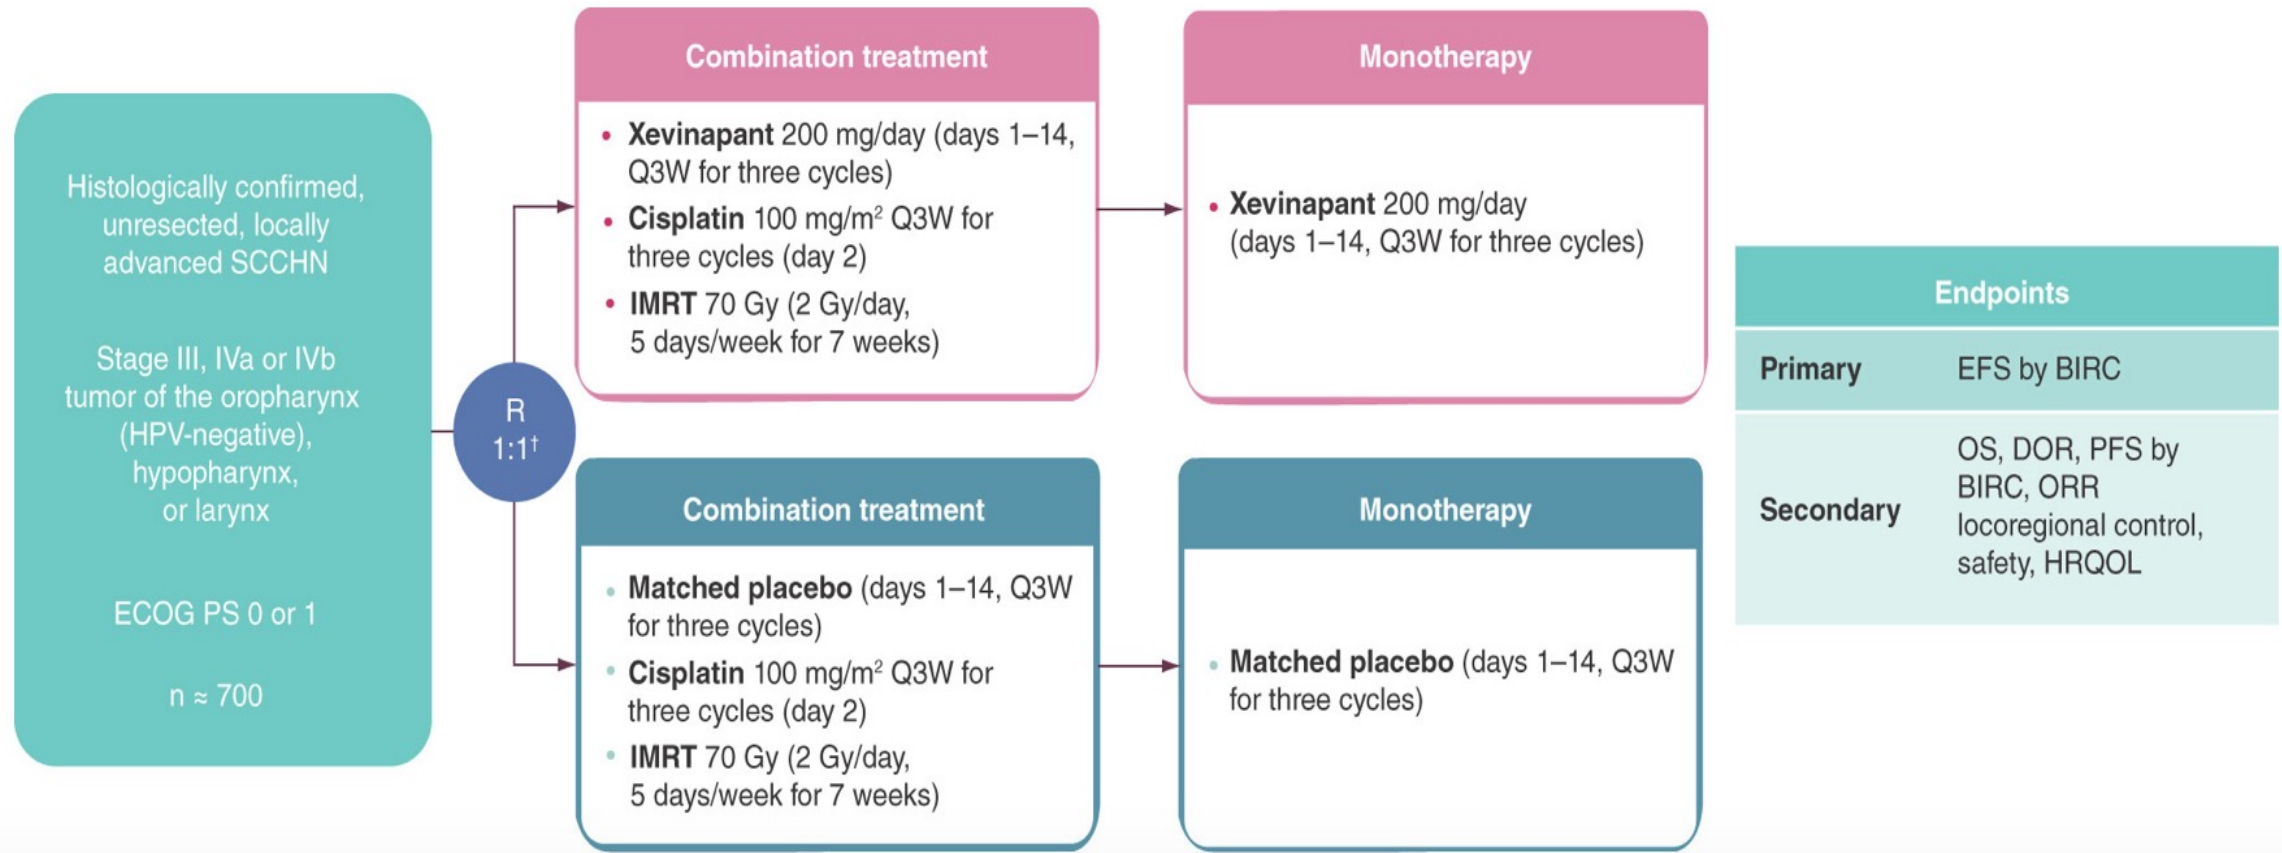 Histologically confirmed,
unresected, locally
advanced SCCHN
Stage III, IVa or IVb
tumor of the oropharynx
(HPV-negative),
hypopharynx,
or larynx
ECOG PS 0 or 1
n ≈ 700
R
1:1†
Combination treatment
• Xevinapant 200 mg/day (days 1–14,
Q3W for three cycles)
• Cisplatin 100 mg/m² Q3W for
three cycles (day 2)
• IMRT 70 Gy (2 Gy/day,
5 days/week for 7 weeks)
Monotherapy
• Xevinapant 200 mg/day
(days 1–14, Q3W for three cycles)
Combination treatment
• Matched placebo (days 1–14, Q3W
for three cycles)
• Cisplatin 100 mg/m² Q3W for
three cycles (day 2)
• IMRT 70 Gy (2 Gy/day,
5 days/week for 7 weeks)
Monotherapy
• Matched placebo (days 1–14, Q3W
for three cycles)
Endpoints
Primary EFS by BIRC
Secondary
OS, DOR, PFS by
BIRC, ORR
locoregional control,
safety, HRQOL